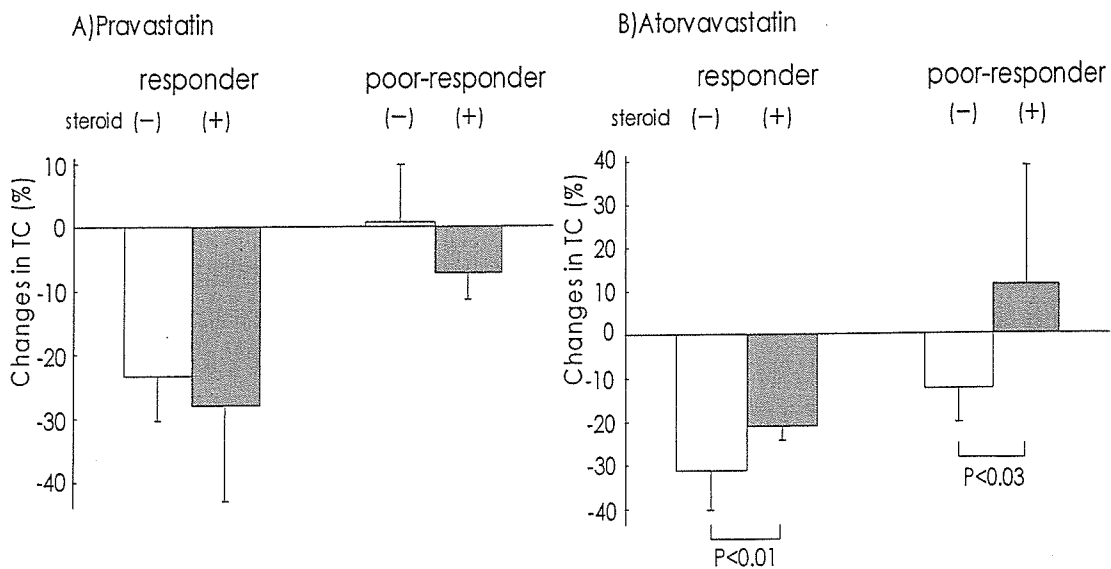 A)Pravastatin
responder
poor-responder
steroid (−) (+)
(−) (+)
Changes in TC (%)
10
0
-10
-20
-30
-40
B)Atorvavastatin
responder
poor-responder
steroid (−) (+)
(−) (+)
Changes in TC (%)
40
30
20
10
0
-10
-20
-30
-40
P<0.01
P<0.03